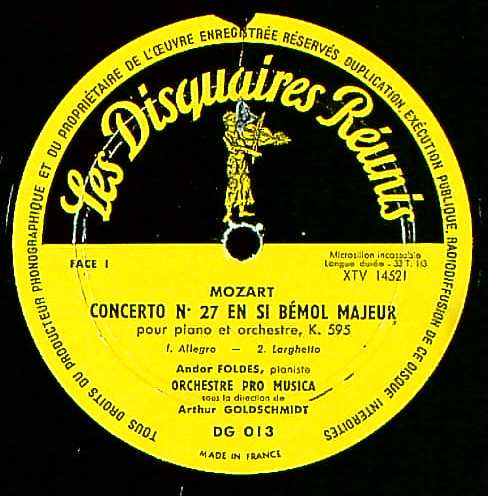 TOUS DROITS DU PRODUCTEUR PHONOGRAPHIQUE ET DU PROPRIÉTAIRE DE L'ŒUVRE ENREGISTRÉE RÉSERVÉS, DUPLICATION, EXÉCUTION PUBLIQUE, RADIODIFFUSION DE CE DISQUE INTERDITES
Les Disquaires Réunis
FACE 1
Microsillon incassable
Longue durée - 33 T. 1/3
XTV 14521
MOZART
CONCERTO N° 27 EN SI BÉMOL MAJEUR
pour piano et orchestre, K. 595
1. Allegro — 2. Larghetto
Andor FOLDES, pianiste
ORCHESTRE PRO MUSICA
sous la direction de
Arthur GOLDSCHMIDT
DG 013
MADE IN FRANCE